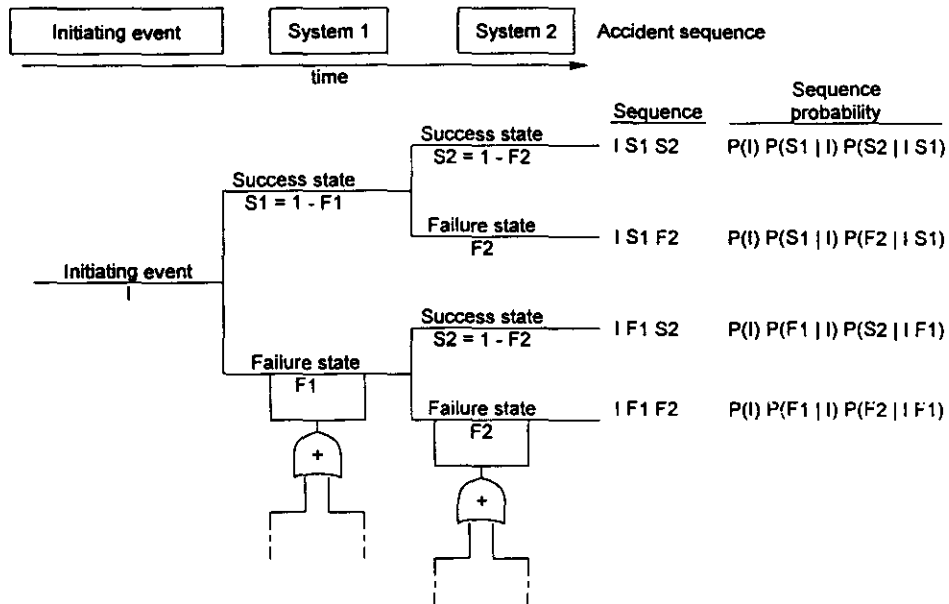 Initiating event System 1 System 2 Accident sequence
time
Sequence Sequence probability
Success state
S2 = 1 - F2
I S1 S2 P(I) P(S1 | I) P(S2 | I S1)
Success state
S1 = 1 - F1
Failure state
F2
I S1 F2 P(I) P(S1 | I) P(F2 | I S1)
Initiating event
I
Success state
S2 = 1 - F2
I F1 S2 P(I) P(F1 | I) P(S2 | I F1)
Failure state
F1
Failure state
F2
I F1 F2 P(I) P(F1 | I) P(F2 | I F1)
+
+